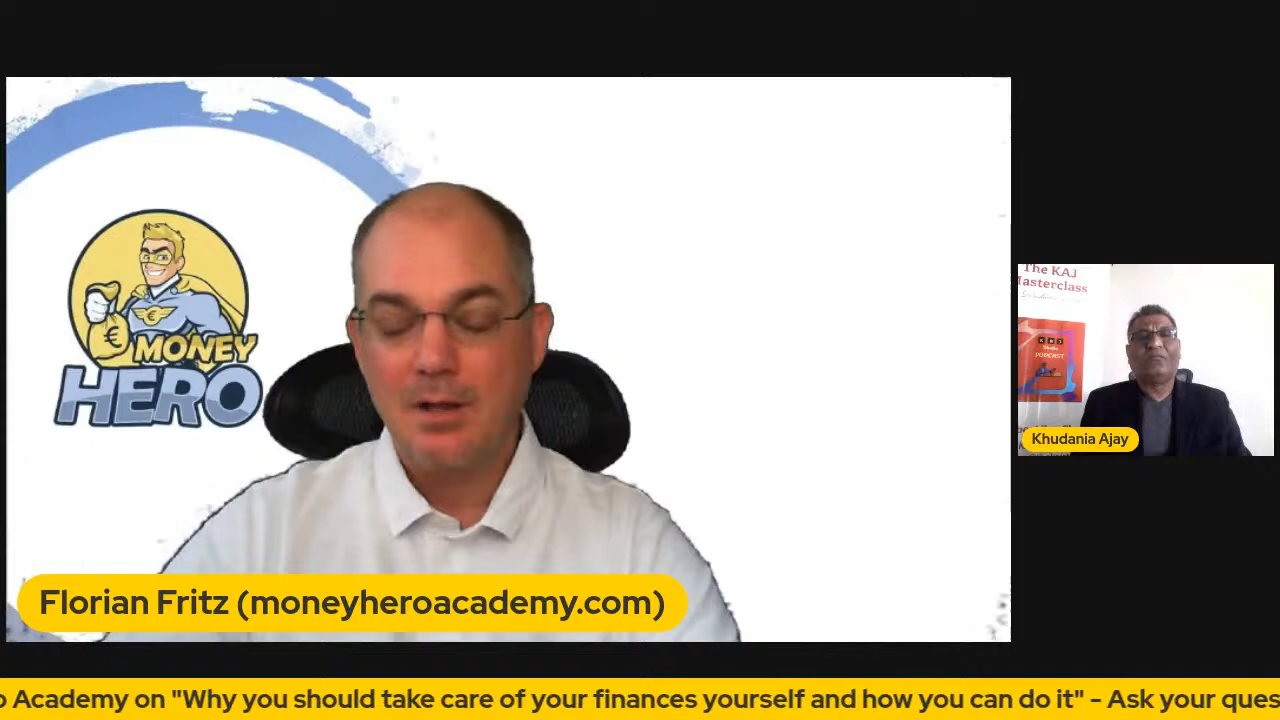 MONEY
HERO
Florian Fritz (moneyheroacademy.com)
The KAJ
Masterclass
PODCAST
Khudania Ajay
o Academy on "Why you should take care of your finances yourself and how you can do it" - Ask your ques